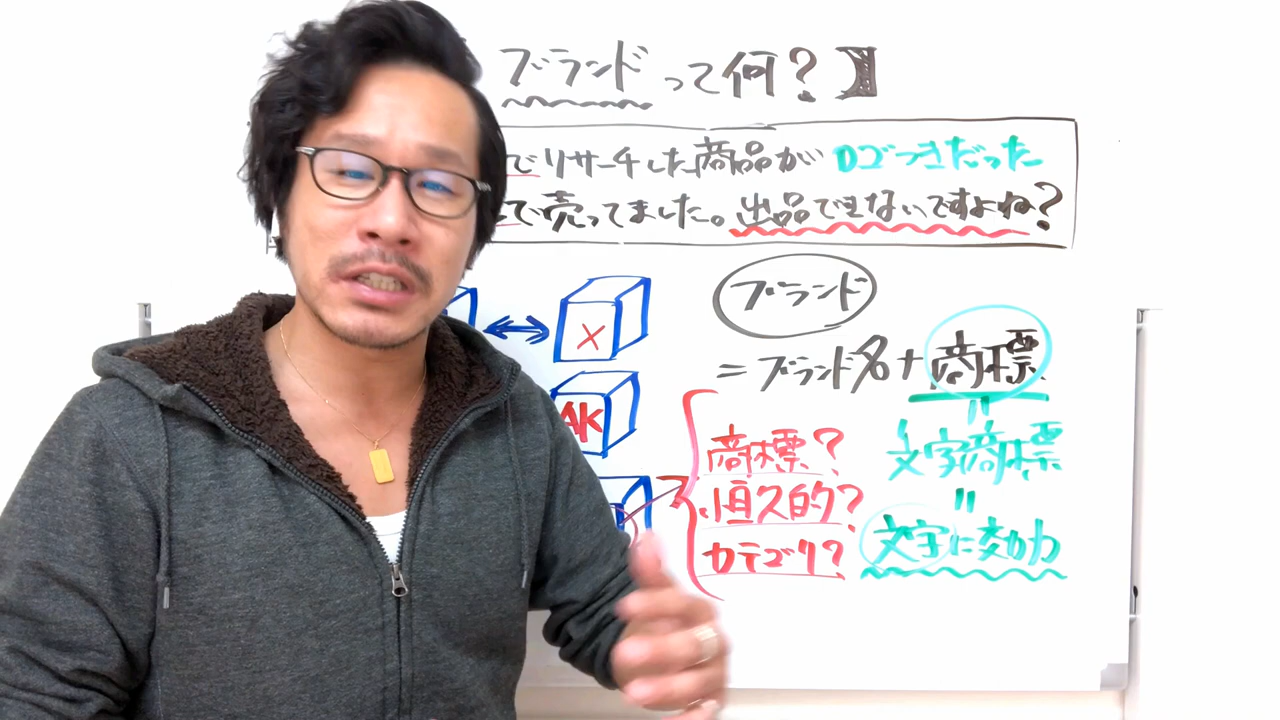 ブランドって何?】
でリサーチした商品がロゴつきだった
で売ってました。出品できないですよね?
ブランド
X
=ブランド名+商標
AK
=
商標?
文字商標
恒久的?
=
カテゴリ?
文字に効力